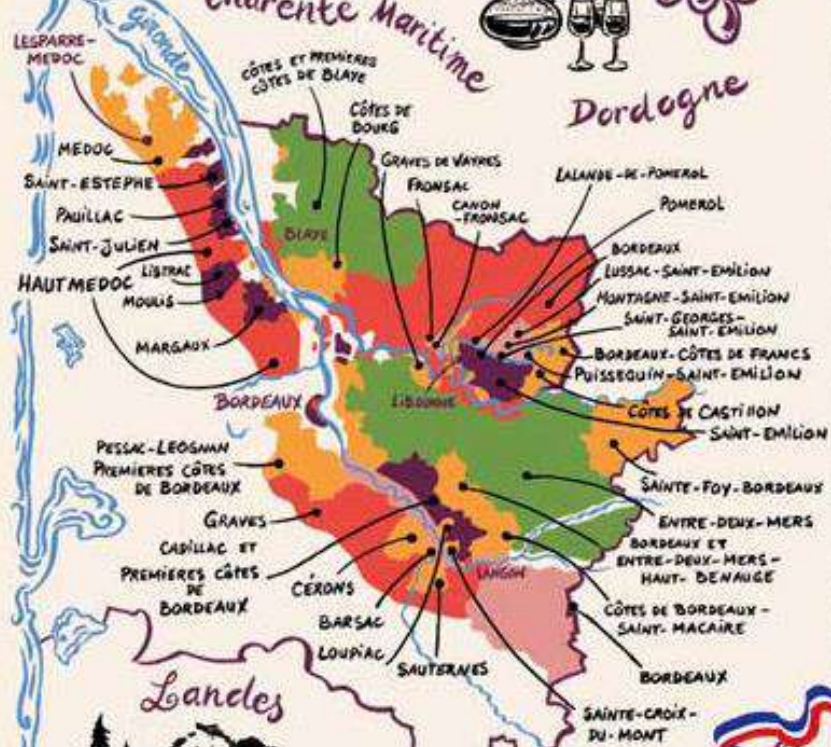 Charente Maritime
Gironde
LESPARRE-
MEDOC
CÔTES ET PREMIERES
CÔTES DE BLAYE
Dordogne
CÔTES DE
BOURG
MEDOC
GRAVES DE VAYRES
SAINT-ESTEPHE
FRONSAC
LALANDE-DE-POMEROL
PAUILLAC
CANON
-FRONSAC
POMEROL
BLAYE
SAINT-JULIEN
BORDEAUX
LISTRAC
LUSSAC-SAINT-EMILION
HAUT MEDOC
MOULIS
MONTAGNE-SAINT-EMILION
SAINT-GEORGES-
SAINT-EMILION
MARGAUX
BORDEAUX-CÔTES DE FRANCS
PUISSEGUIN-SAINT-EMILION
BORDEAUX
LIBOURNE
CÔTES DE CASTILLON
SAINT-EMILION
PESSAC-LEOGNAN
PREMIERES CÔTES
DE BORDEAUX
SAINTE-FOY-BORDEAUX
GRAVES
ENTRE-DEUX-MERS
CADILLAC ET
PREMIERES CÔTES
DE
BORDEAUX
BORDEAUX ET
ENTRE-DEUX-MERS-
HAUT-BENAUGE
CÉRONS
LANGON
BARSAC
CÔTES DE BORDEAUX-
SAINT-MACAIRE
LOUPIAC
SAUTERNES
BORDEAUX
Landes
SAINTE-CROIX-
DU-MONT